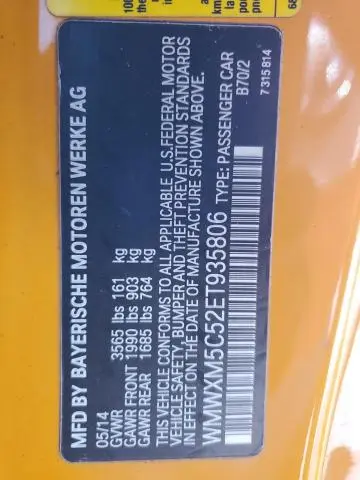 MFD BY BAYERISCHE MOTOREN WERKE AG
05/14
GVWR 3565 lbs 161 kg
GAWR FRONT 1990 lbs 903 kg
GAWR REAR 1685 lbs 764 kg
THIS VEHICLE CONFORMS TO ALL APPLICABLE U.S.FEDERAL MOTOR
VEHICLE SAFETY, BUMPER AND THEFT PREVENTION STANDARDS
IN EFFECT ON THE DATE OF MANUFACTURE SHOWN ABOVE.
WMWXM5C52ET935806 TYPE: PASSENGER CAR
B70/2
7 315 814